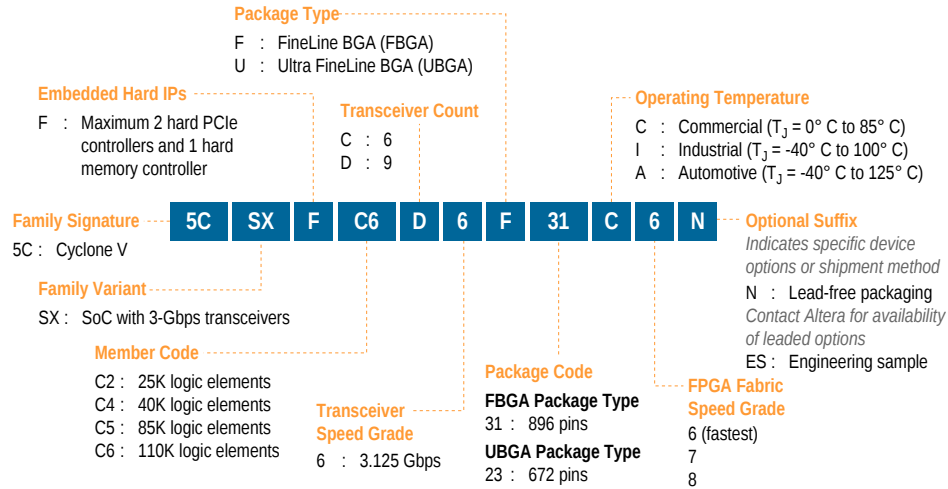 Package Type
F : FineLine BGA (FBGA)
U : Ultra FineLine BGA (UBGA)
Embedded Hard IPs
F : Maximum 2 hard PCIe
controllers and 1 hard
memory controller
Transceiver Count
C : 6
D : 9
Operating Temperature
C : Commercial (TJ = 0° C to 85° C)
I : Industrial (TJ = -40° C to 100° C)
A : Automotive (TJ = -40° C to 125° C)
Family Signature
5C : Cyclone V
5C SX F C6 D 6 F 31 C 6 N
Optional Suffix
Indicates specific device
options or shipment method
N : Lead-free packaging
Contact Altera for availability
of leaded options
ES : Engineering sample
Family Variant
SX : SoC with 3-Gbps transceivers
Member Code
C2 : 25K logic elements
C4 : 40K logic elements
C5 : 85K logic elements
C6 : 110K logic elements
Transceiver
Speed Grade
6 : 3.125 Gbps
Package Code
FBGA Package Type
31 : 896 pins
UBGA Package Type
23 : 672 pins
FPGA Fabric
Speed Grade
6 (fastest)
7
8